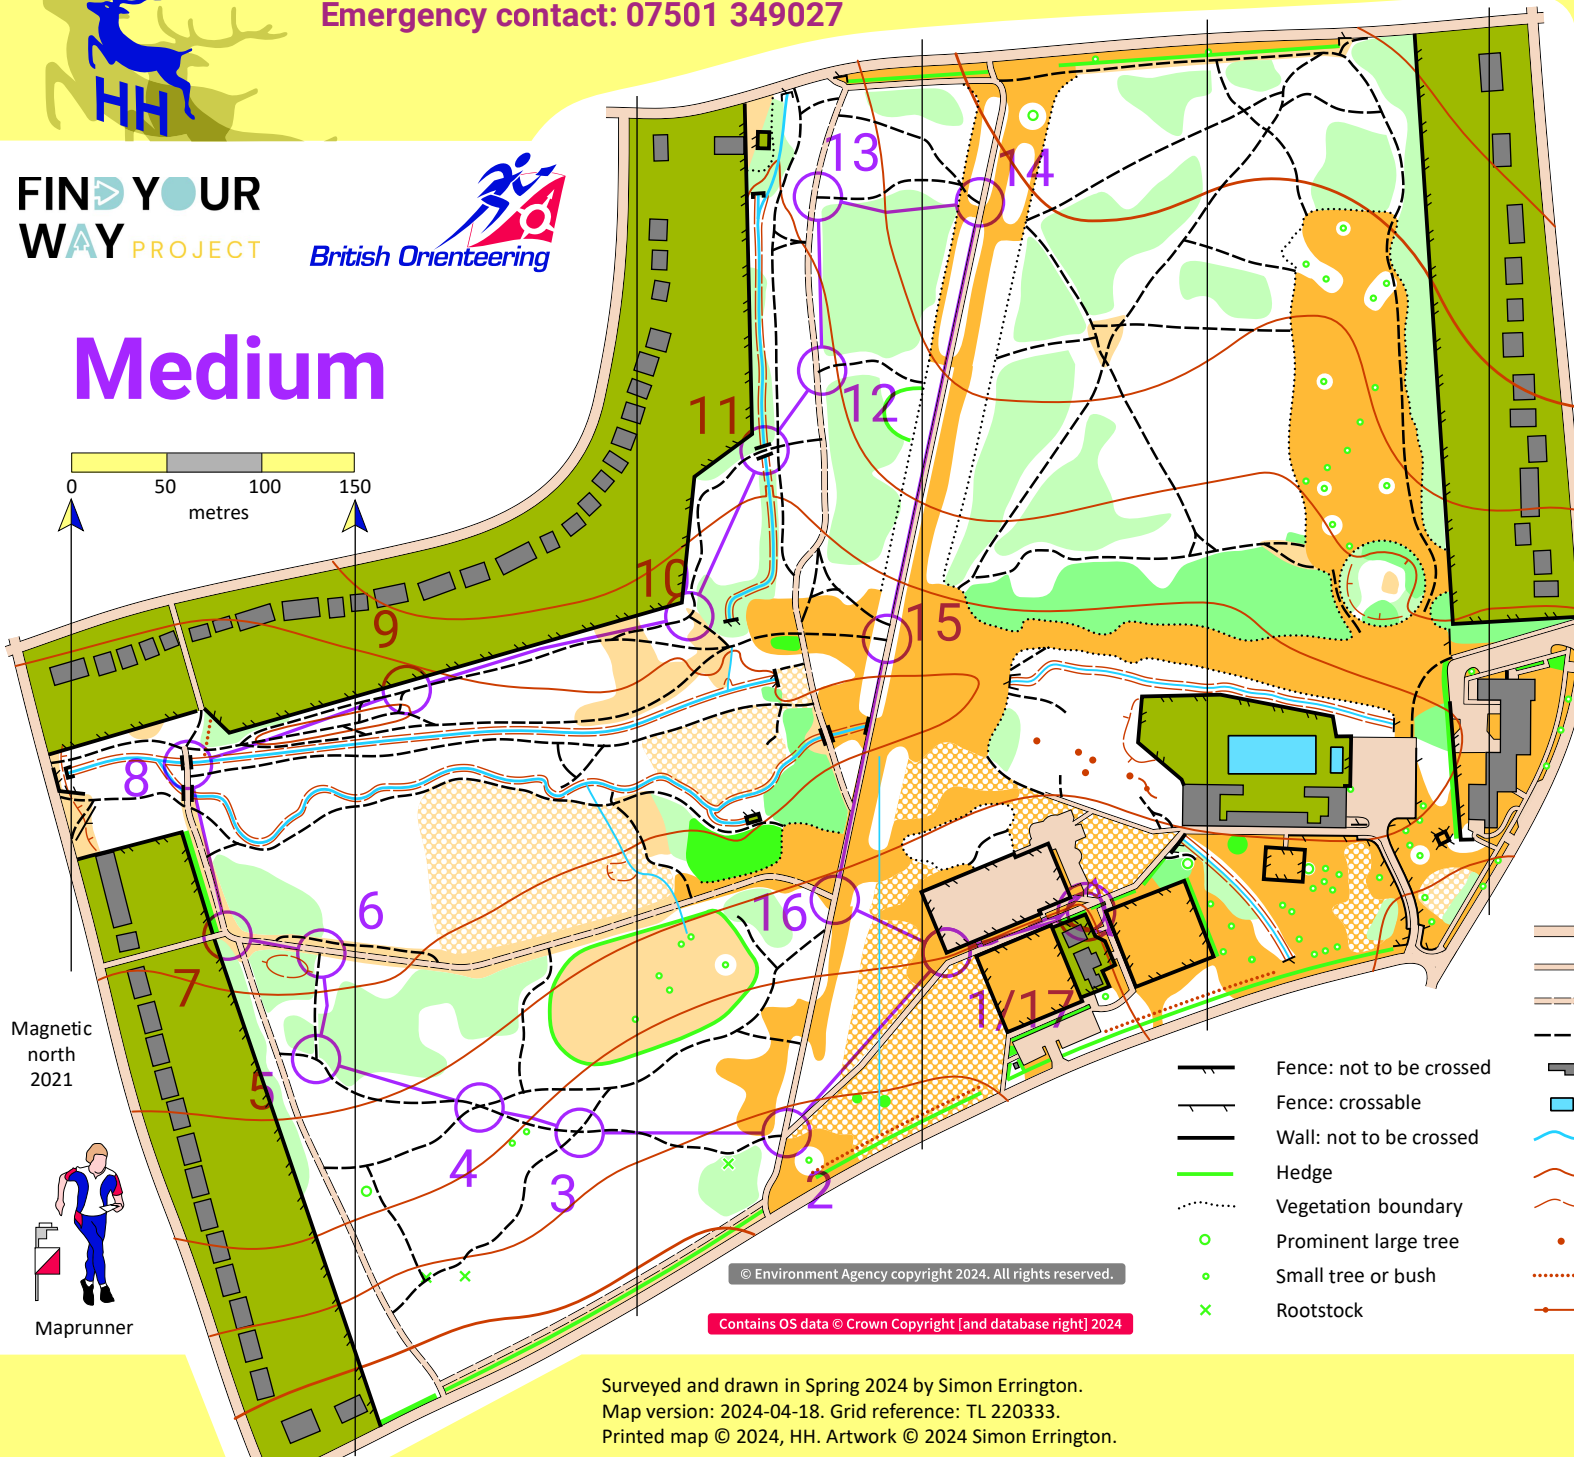 Emergency contact: 07501 349027
HH
FIND YOUR
WAY PROJECT
British Orienteering
Medium
0 50 100 150
metres
13
14
12
11
10
15
9
8
6
16
7
1/17
5
4
3
2
Magnetic
north
2021
Maprunner
Fence: not to be crossed
Fence: crossable
Wall: not to be crossed
Hedge
Vegetation boundary
Prominent large tree
Small tree or bush
Rootstock
© Environment Agency copyright 2024. All rights reserved.
Contains OS data © Crown Copyright [and database right] 2024
Surveyed and drawn in Spring 2024 by Simon Errington.
Map version: 2024-04-18. Grid reference: TL 220333.
Printed map © 2024, HH. Artwork © 2024 Simon Errington.